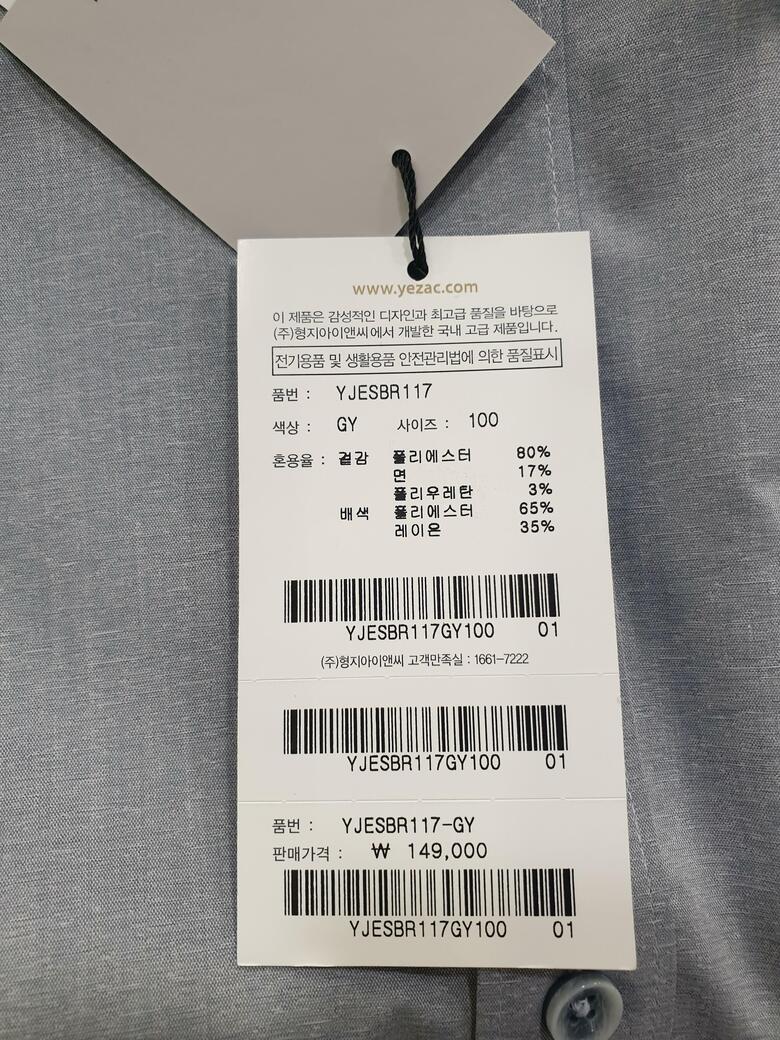 www.yezac.com
이 제품은 감성적인 디자인과 최고급 품질을 바탕으로
(주)형지아이앤씨에서 개발한 국내 고급 제품입니다.
전기용품 및 생활용품 안전관리법에 의한 품질표시
품번 : YJESBR117
색상 : GY 사이즈 : 100
혼용율 : 겉감 폴리에스터 80%
면 17%
폴리우레탄 3%
배색 폴리에스터 65%
레이온 35%
YJESBR117GY100 01
(주)형지아이앤씨 고객만족실 : 1661-7222
YJESBR117GY100 01
품번 : YJESBR117-GY
판매가격 : ₩ 149,000
YJESBR117GY100 01